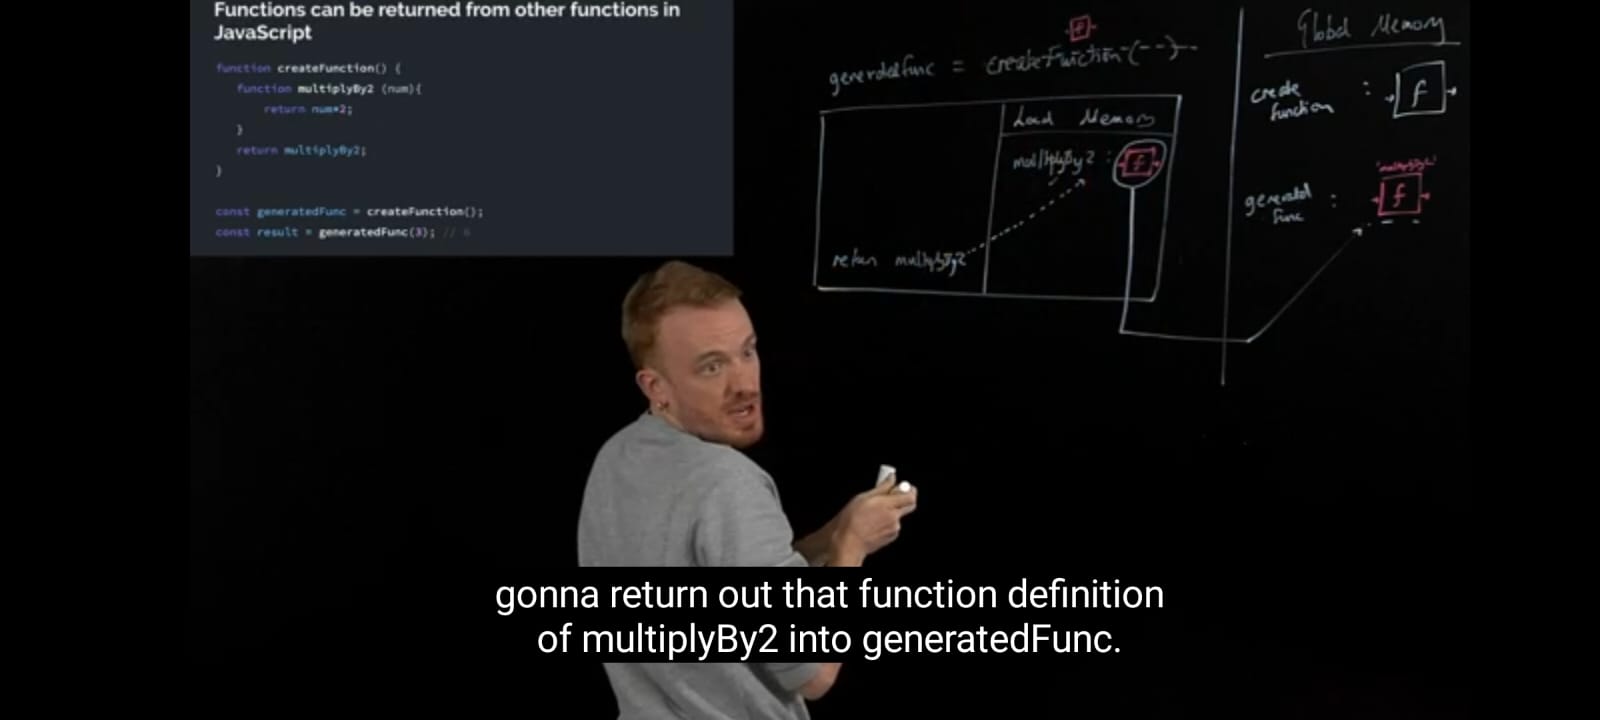 Functions can be returned from other functions in
JavaScript
function createFunction() {
function multiplyBy2 (num){
return num*2;
}
return multiplyBy2;
}
const generatedFunc = createFunction();
const result = generatedFunc(3); // 6
f
= createFunction(--)
Local Memory
multiplyBy2 : f
return multiplyBy2
Global Memory
create
function : f
'multiplyBy2'
func : f
gonna return out that function definition
of multiplyBy2 into generatedFunc.